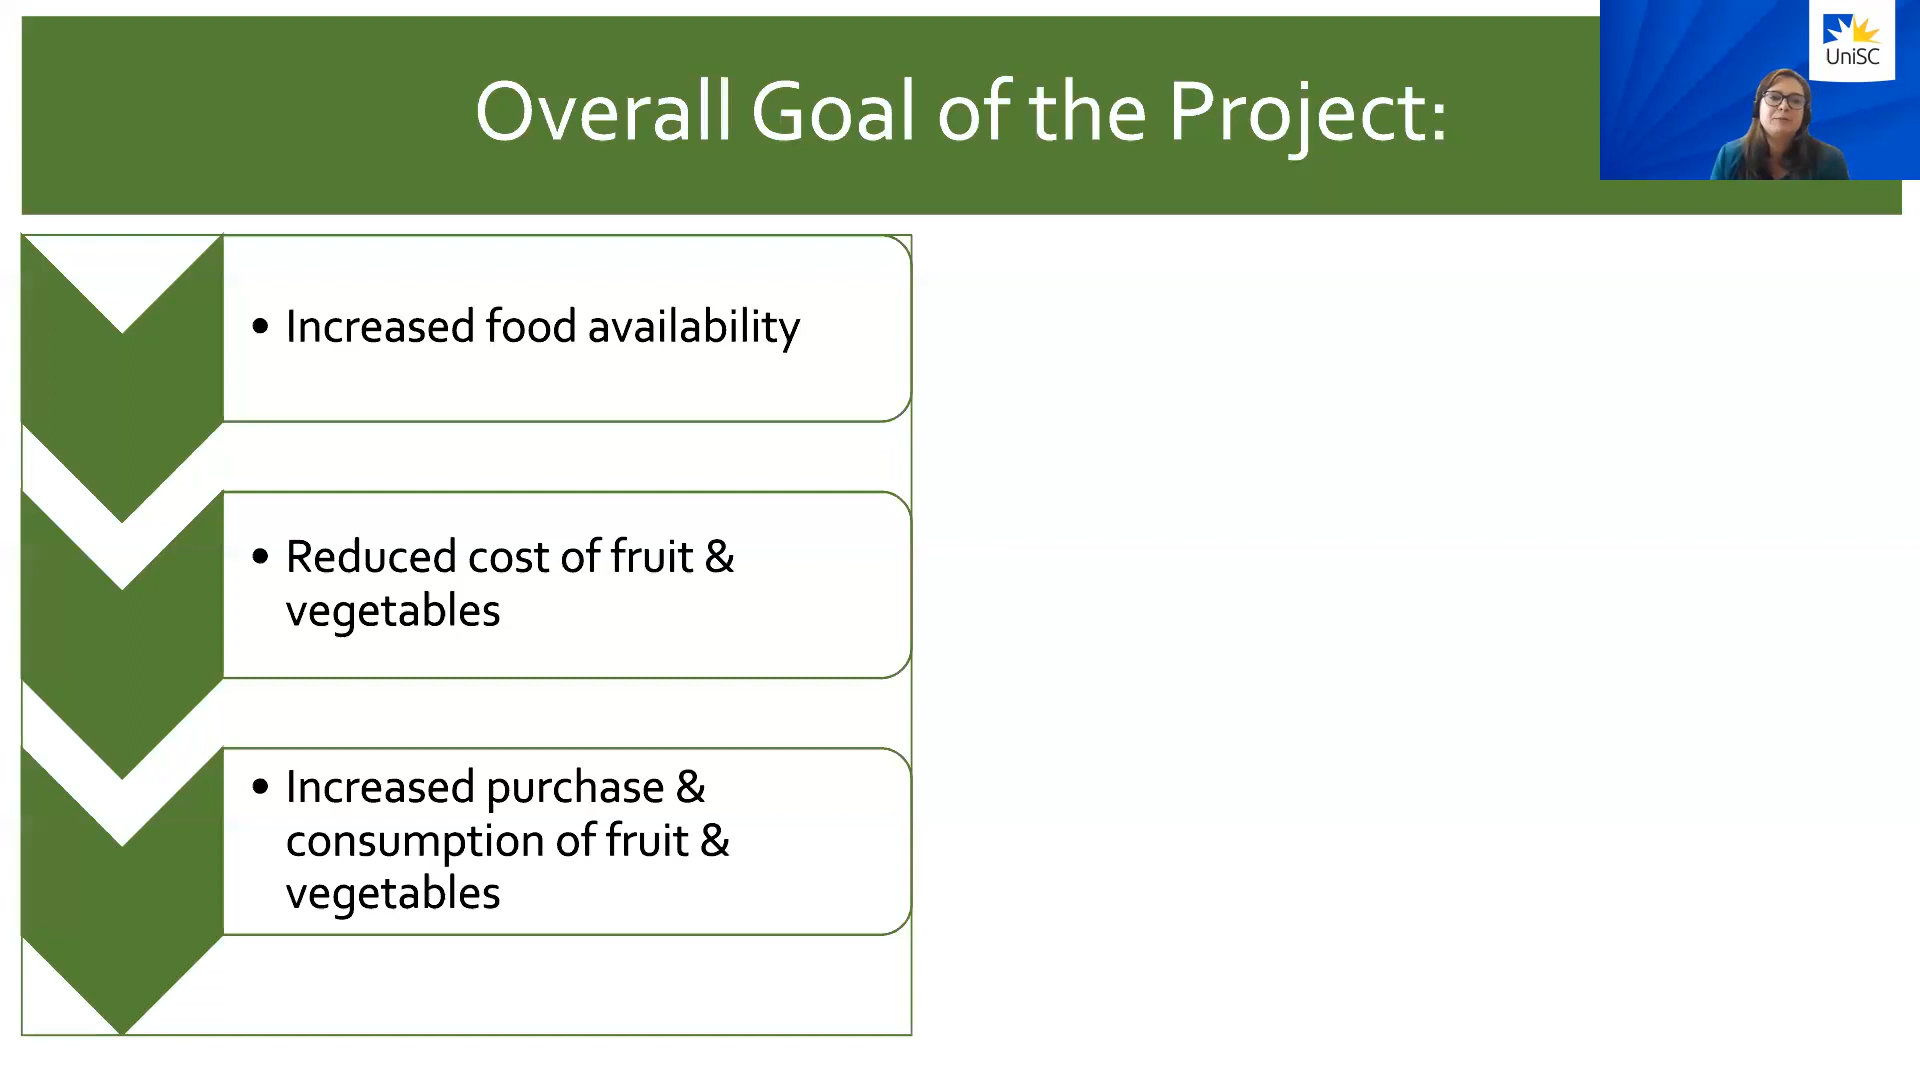 Overall Goal of the Project:
UniSC
• Increased food availability
• Reduced cost of fruit &
vegetables
• Increased purchase &
consumption of fruit &
vegetables